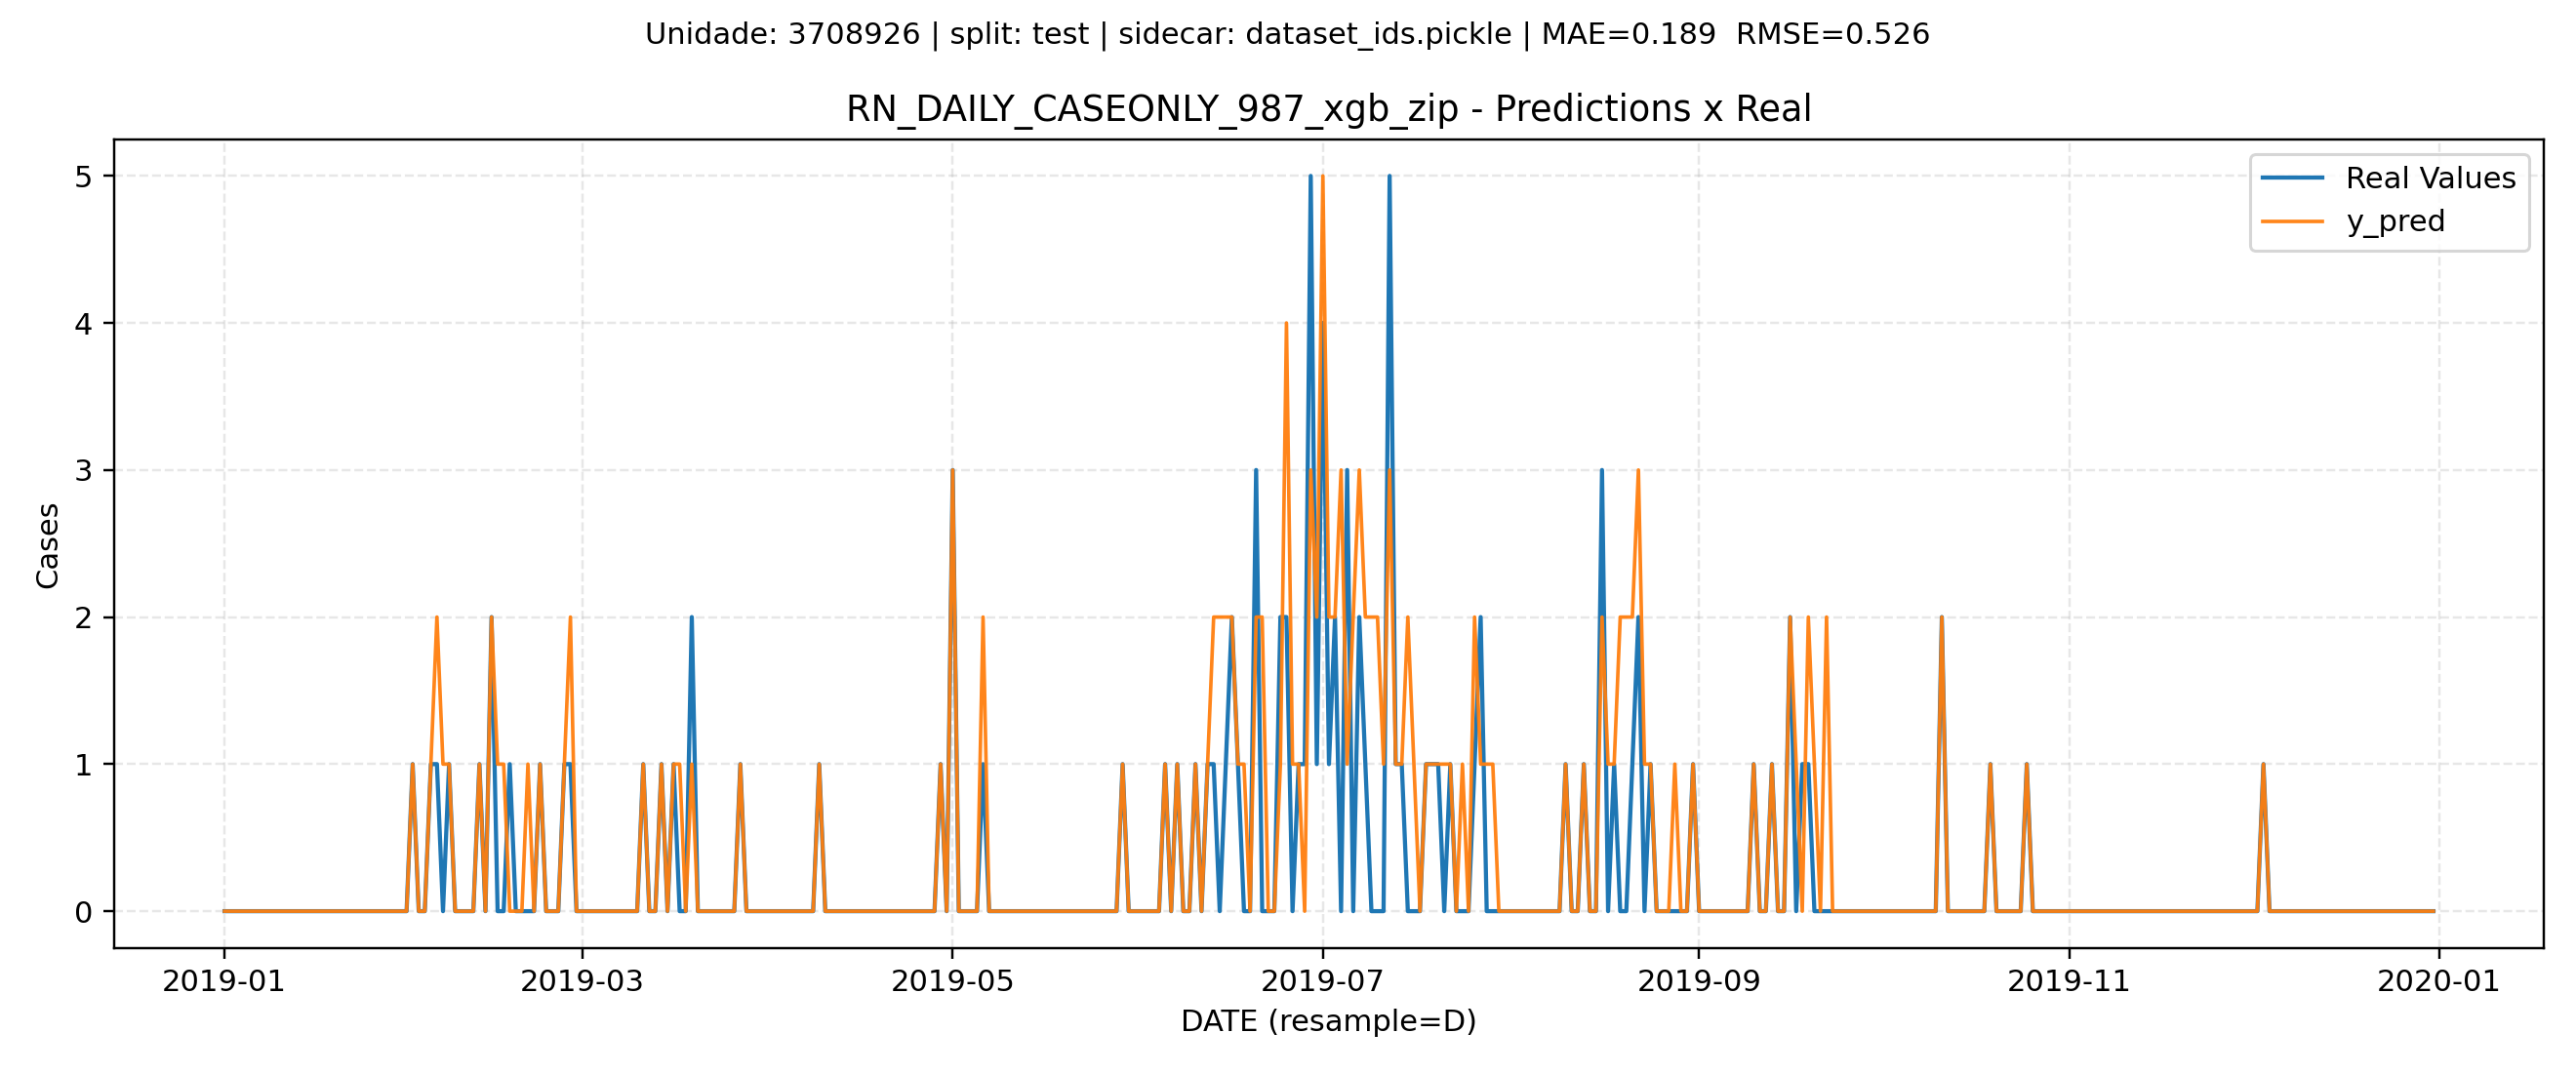 Unidade: 3708926 | split: test | sidecar: dataset_ids.pickle | MAE=0.189  RMSE=0.526
RN_DAILY_CASEONLY_987_xgb_zip - Predictions x Real
Real Values
y_pred
5
4
3
2
1
0
Cases
2019-01
2019-03
2019-05
2019-07
2019-09
2019-11
2020-01
DATE (resample=D)